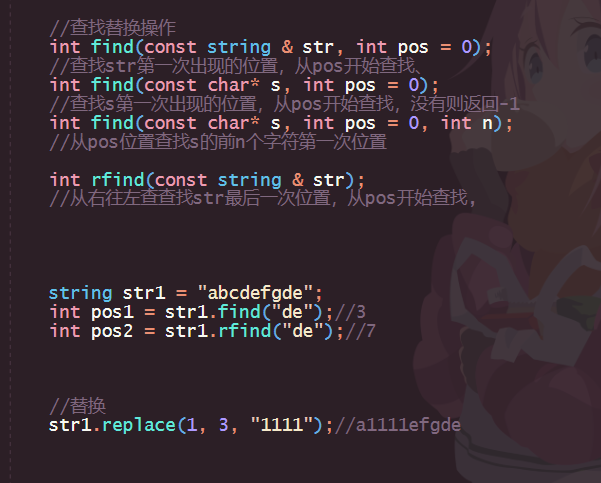 //查找替换操作
int find(const string & str, int pos = 0);
//查找str第一次出现的位置，从pos开始查找、
int find(const char* s, int pos = 0);
//查找s第一次出现的位置，从pos开始查找，没有则返回-1
int find(const char* s, int pos = 0, int n);
//从pos位置查找s的前n个字符第一次位置
int rfind(const string & str);
//从右往左查查找str最后一次位置，从pos开始查找，
string str1 = "abcdefgde";
int pos1 = str1.find("de");//3
int pos2 = str1.rfind("de");//7
//替换
str1.replace(1, 3, "1111");//a1111efgde